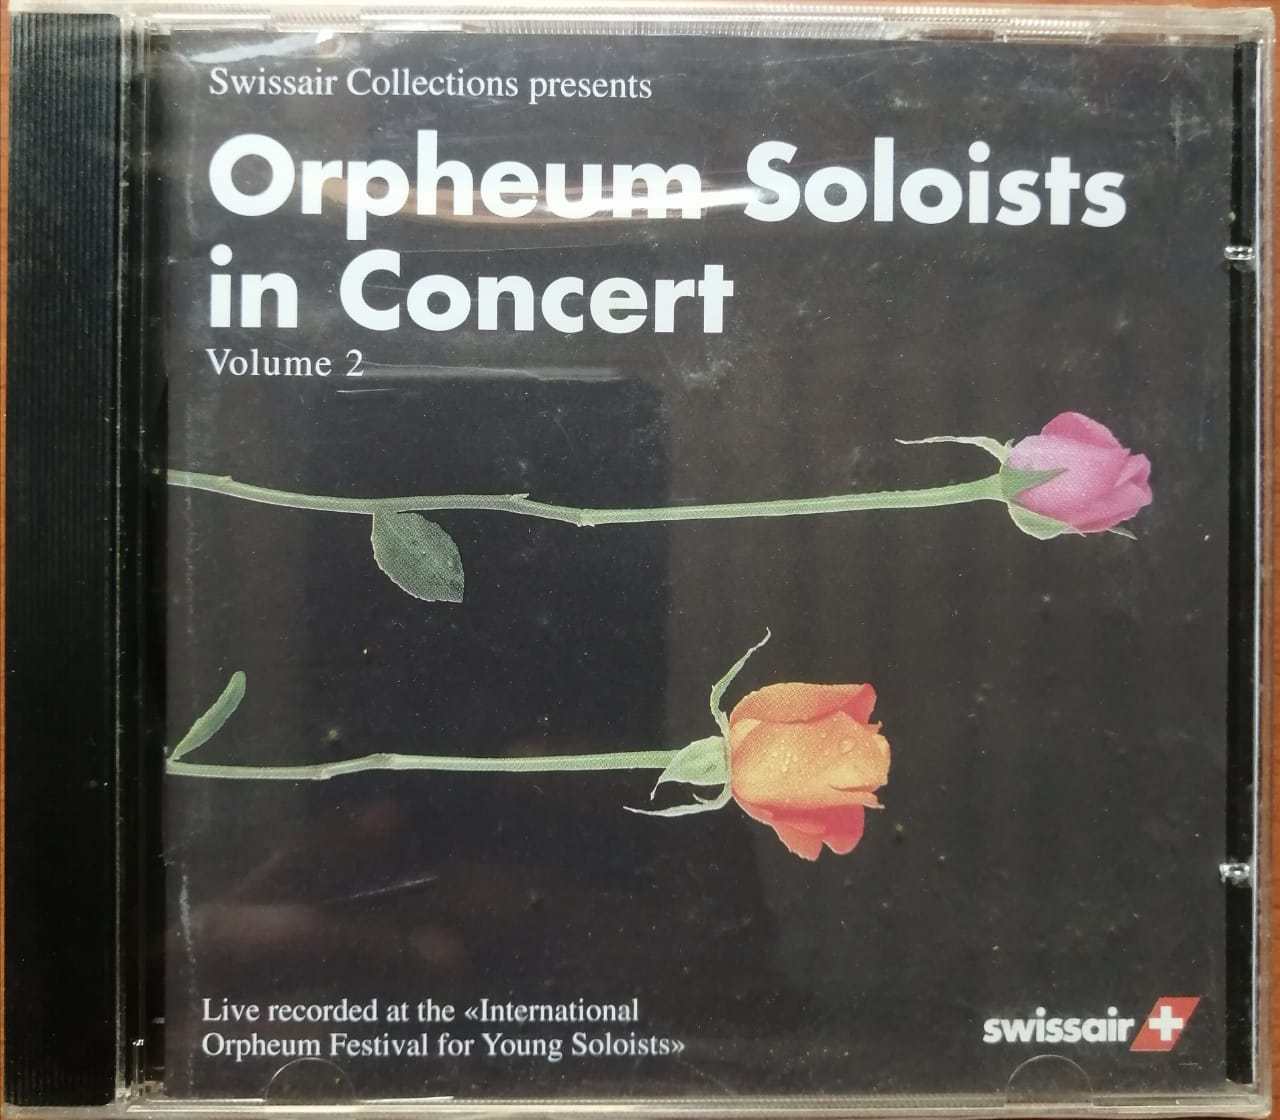 Swissair Collections presents
Orpheum Soloists
in Concert
Volume 2
Live recorded at the «International
Orpheum Festival for Young Soloists»
swissair